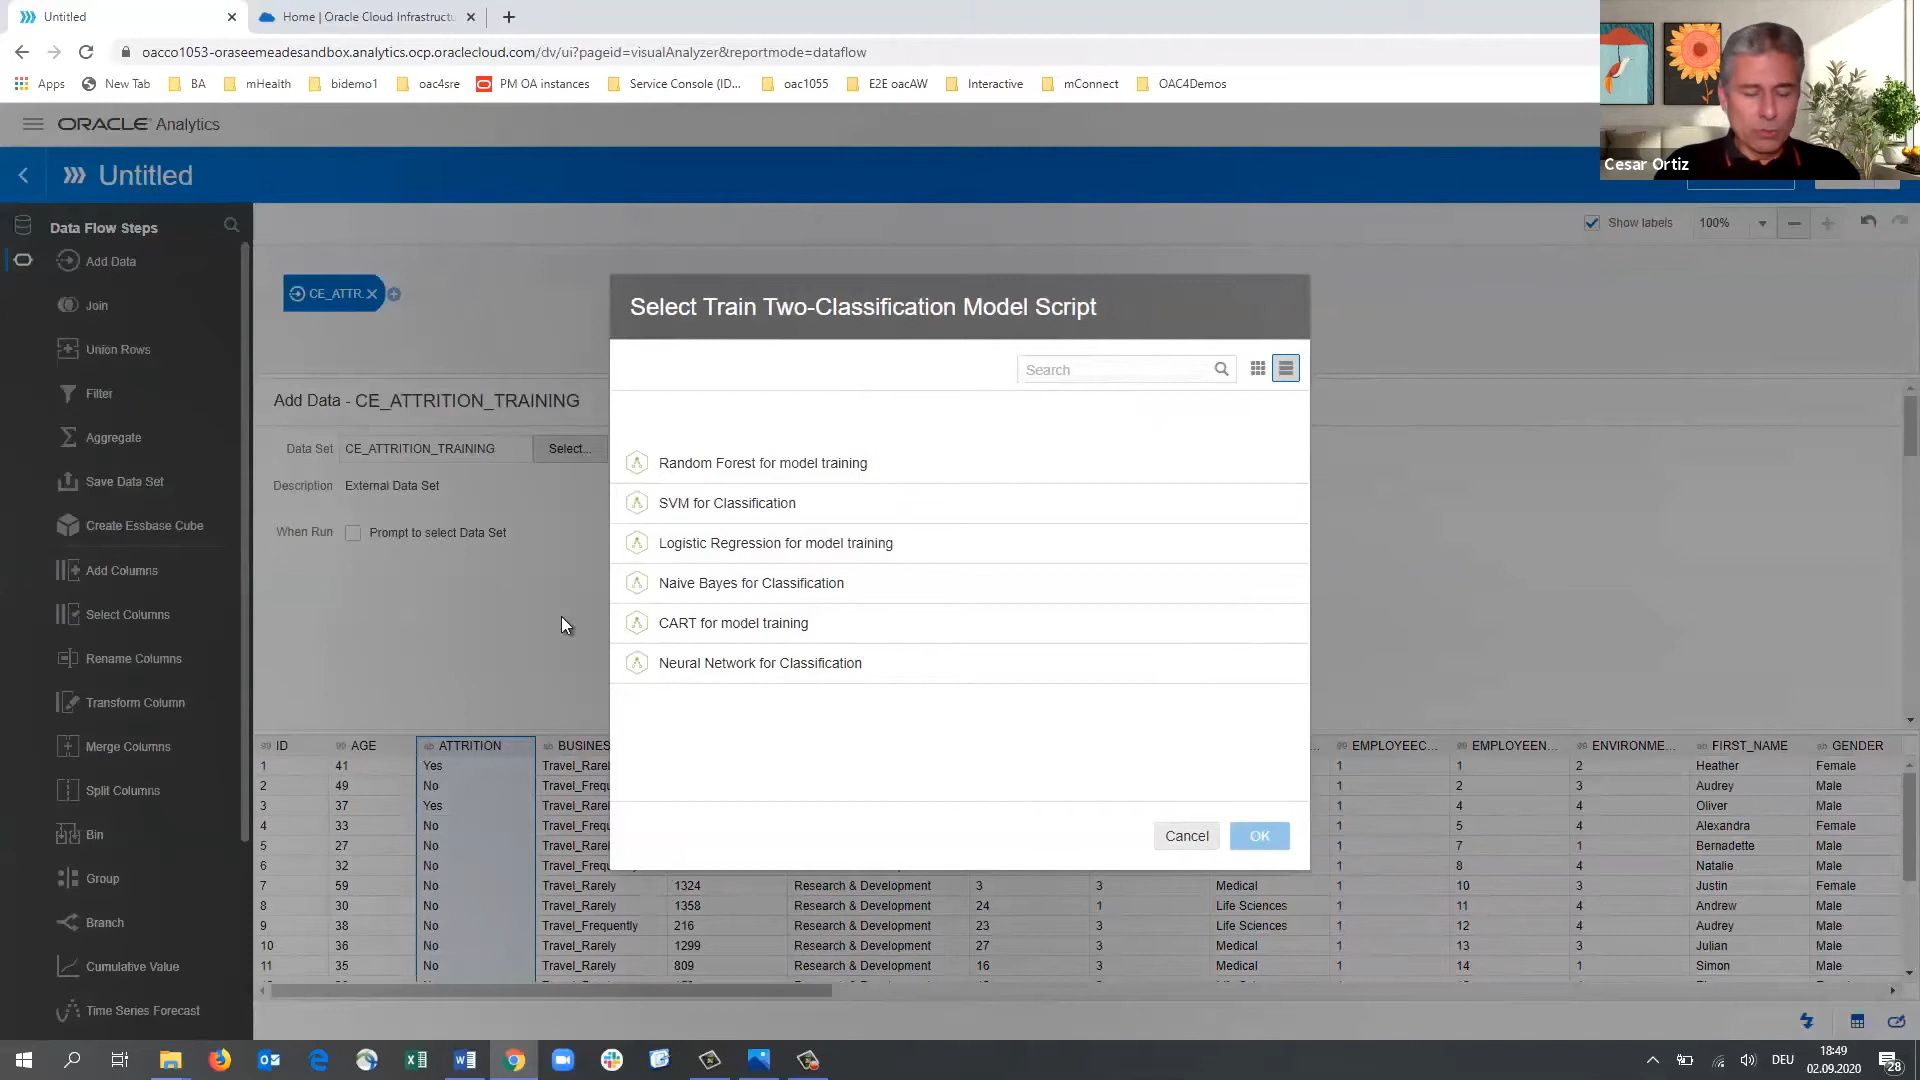 Untitled
Home | Oracle Cloud Infrastructu
oacco1053-oraseemeadesandbox.analytics.ocp.oraclecloud.com/dv/ui?pageid=visualAnalyzer&reportmode=dataflow
Apps New Tab BA mHealth bidemo1 oac4sre PM OA instances Service Console (ID... oac1055 E2E oacAW Interactive mConnect OAC4Demos
ORACLE Analytics
Cesar Ortiz
Untitled
Data Flow Steps
Show labels 100%
Add Data
Join
Union Rows
Filter
Aggregate
Save Data Set
Create Essbase Cube
Add Columns
Select Columns
Rename Columns
Transform Column
Merge Columns
Split Columns
Bin
Group
Branch
Cumulative Value
Time Series Forecast
CE_ATTR.
Add Data - CE_ATTRITION_TRAINING
Data Set CE_ATTRITION_TRAINING Select...
Description External Data Set
When Run Prompt to select Data Set
Select Train Two-Classification Model Script
Search
Random Forest for model training
SVM for Classification
Logistic Regression for model training
Naive Bayes for Classification
CART for model training
Neural Network for Classification
Cancel OK
ID AGE ATTRITION BUSINES EMPLOYEEC... EMPLOYEEN... ENVIRONME... FIRST_NAME GENDER
1 41 Yes Travel_Rarel 1 1 2 Heather Female
2 49 No Travel_Frequ 1 2 3 Audrey Male
3 37 Yes Travel_Rarel 1 4 4 Oliver Male
4 33 No Travel_Frequ 1 5 4 Alexandra Female
5 27 No Travel_Rarel 1 7 1 Bernadette Male
6 32 No Travel_Frequ 1 8 4 Natalie Male
7 59 No Travel_Rarely 1324 Research & Development 3 3 Medical 1 10 3 Justin Female
8 30 No Travel_Rarely 1358 Research & Development 24 1 Life Sciences 1 11 4 Andrew Male
9 38 No Travel_Frequently 216 Research & Development 23 3 Life Sciences 1 12 4 Audrey Male
10 36 No Travel_Rarely 1299 Research & Development 27 3 Medical 1 13 3 Julian Male
11 35 No Travel_Rarely 809 Research & Development 16 3 Medical 1 14 1 Simon Male
DEU 18:49
02.09.2020 28